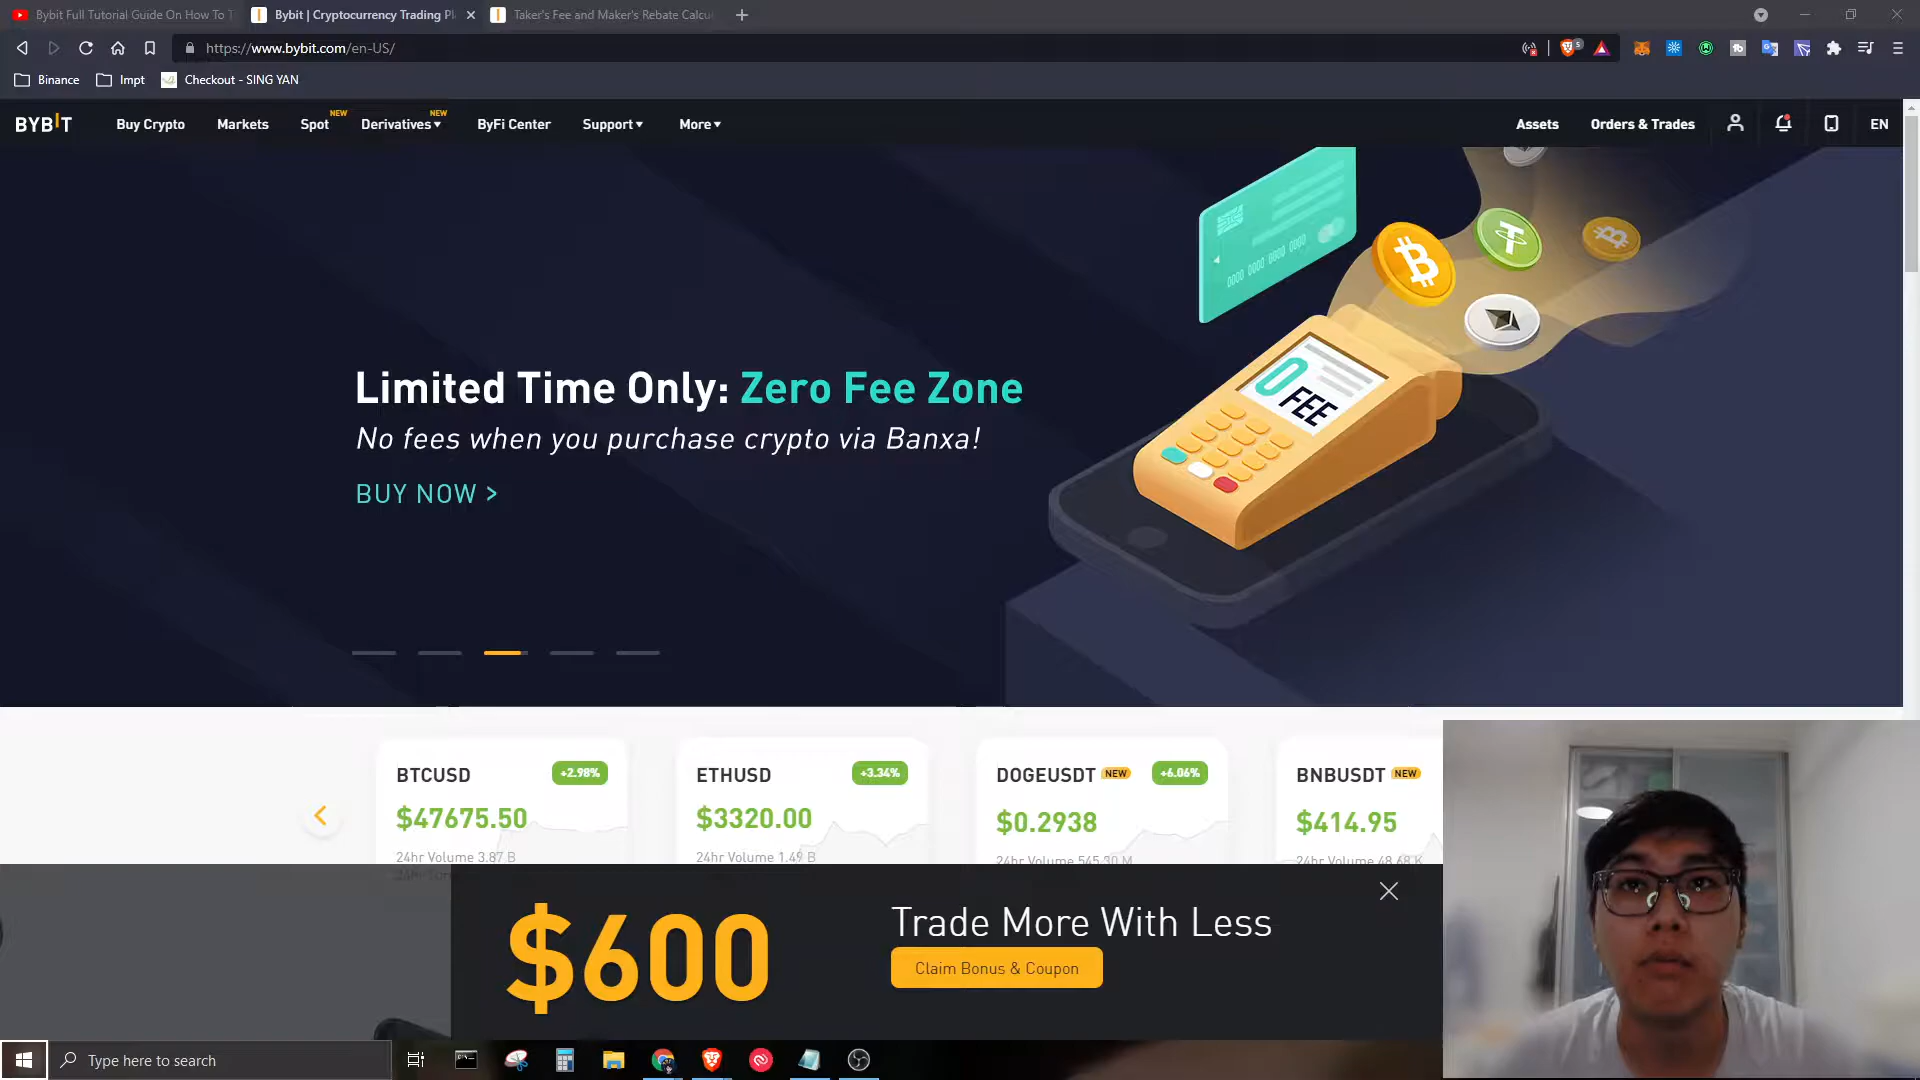 Bybit Full Tutorial Guide On How To T
Bybit | Cryptocurrency Trading Pl
Taker's Fee and Maker's Rebate Calcu
https://www.bybit.com/en-US/
Binance
Impt
Checkout - SING YAN
BYBIT
Buy Crypto
Markets
Spot NEW
Derivatives NEW
ByFi Center
Support
More
Assets
Orders & Trades
EN
0000 0000 0000 0000
0
FEE
Limited Time Only: Zero Fee Zone
No fees when you purchase crypto via Banxa!
BUY NOW >
BTCUSD +2.98%
$47675.50
24hr Volume 3.87 B
ETHUSD +3.34%
$3320.00
24hr Volume 1.49 B
DOGEUSDT NEW +6.06%
$0.2938
24hr Volume 545.30 M
BNBUSDT NEW
$414.95
24hr Volume 48.68 K
$600
Trade More With Less
Claim Bonus & Coupon
Type here to search